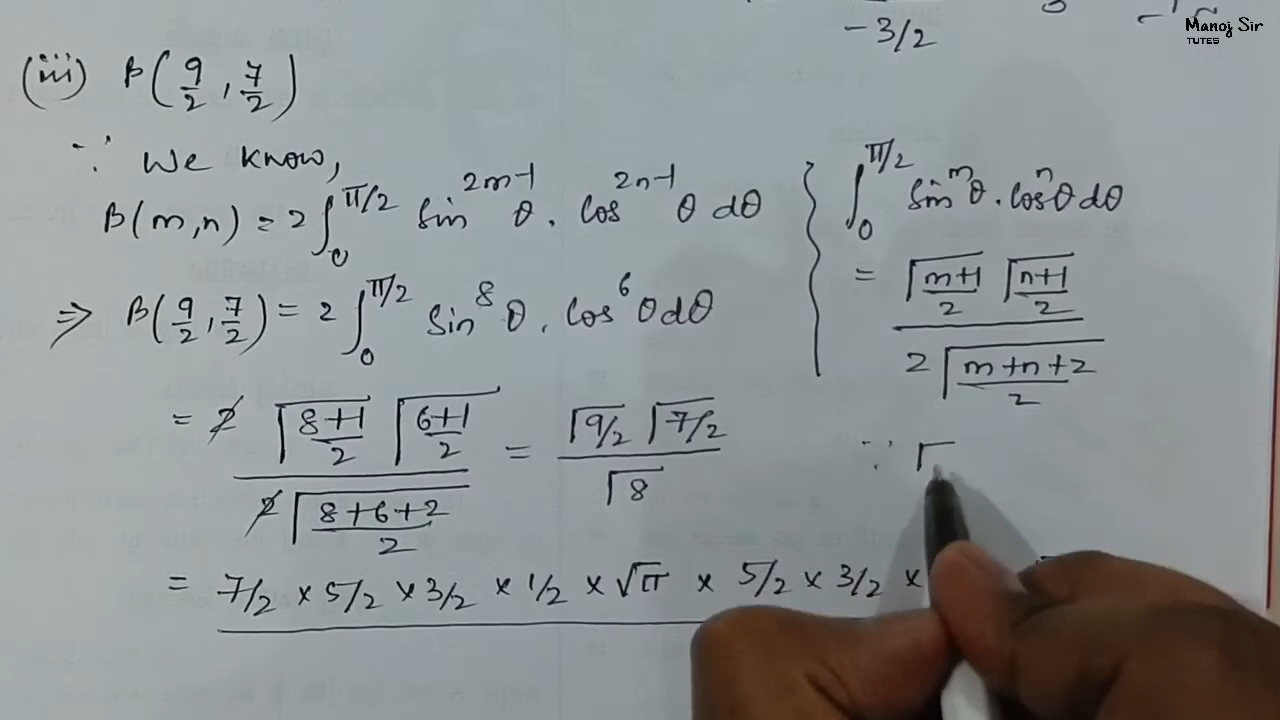 Manoj Sir
TUTES
-3/2
(iii) β(9/2, 7/2)
∵ We know,
β(m,n) = 2∫₀^π/2 sin^2m-1 θ. cos^2n-1 θ dθ
⇒ β(9/2, 7/2) = 2∫₀^π/2 sin^8 θ. cos^6 θ dθ
= 2 Γ(8+1)/2 Γ(6+1)/2 / 2 Γ(8+6+2)/2 = Γ9/2 Γ7/2 / Γ8
= 7/2 × 5/2 × 3/2 × 1/2 × √π × 5/2 × 3/2 ×
∫₀^π/2 sin^m θ. cos^n θ dθ
= Γ(m+1)/2 Γ(n+1)/2 / 2 Γ(m+n+2)/2
∵ Γ